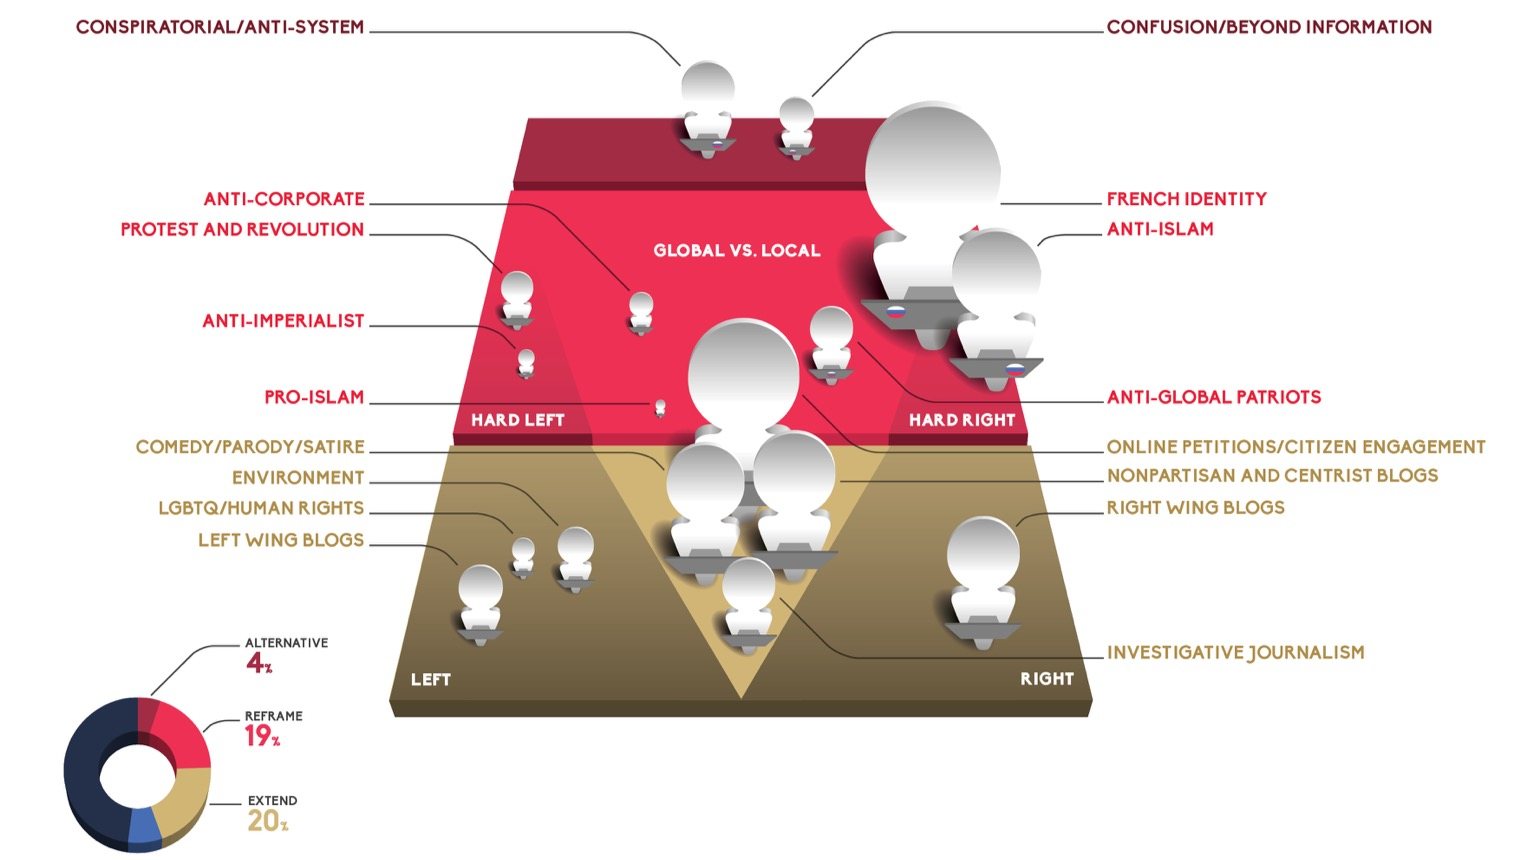 CONSPIRATORIAL/ANTI-SYSTEM
CONFUSION/BEYOND INFORMATION
ANTI-CORPORATE
FRENCH IDENTITY
PROTEST AND REVOLUTION
ANTI-ISLAM
GLOBAL VS. LOCAL
ANTI-IMPERIALIST
PRO-ISLAM
ANTI-GLOBAL PATRIOTS
HARD LEFT
HARD RIGHT
COMEDY/PARODY/SATIRE
ONLINE PETITIONS/CITIZEN ENGAGEMENT
ENVIRONMENT
NONPARTISAN AND CENTRIST BLOGS
LGBTQ/HUMAN RIGHTS
RIGHT WING BLOGS
LEFT WING BLOGS
INVESTIGATIVE JOURNALISM
LEFT
RIGHT
ALTERNATIVE
4%
REFRAME
19%
EXTEND
20%